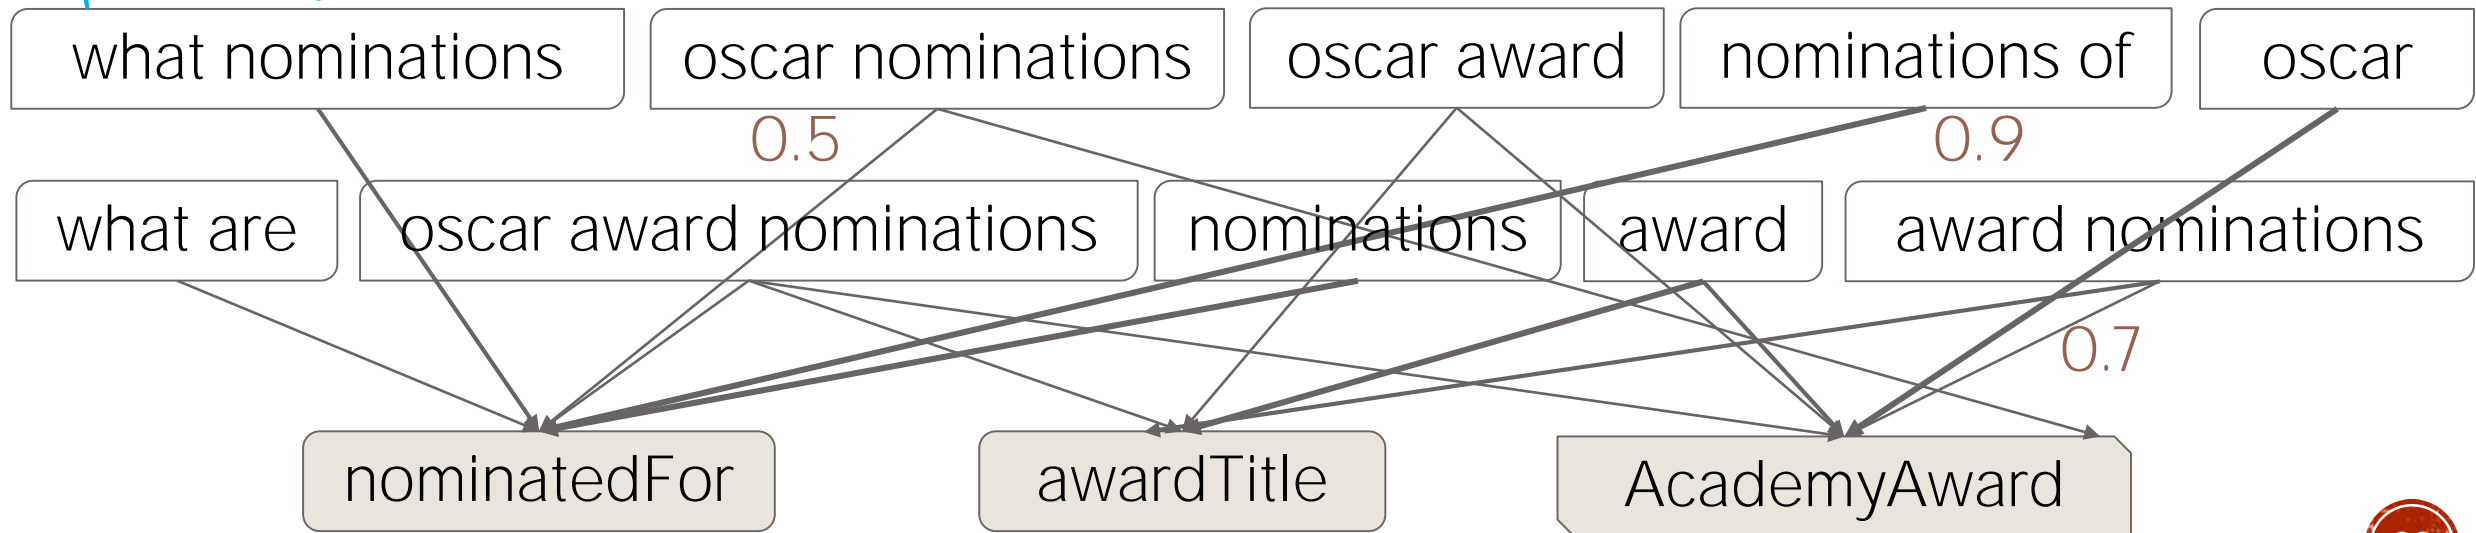 what nominations oscar nominations oscar award nominations of oscar
0.5 0.9
what are oscar award nominations nominations award award nominations
0.7
nominatedFor awardTitle AcademyAward